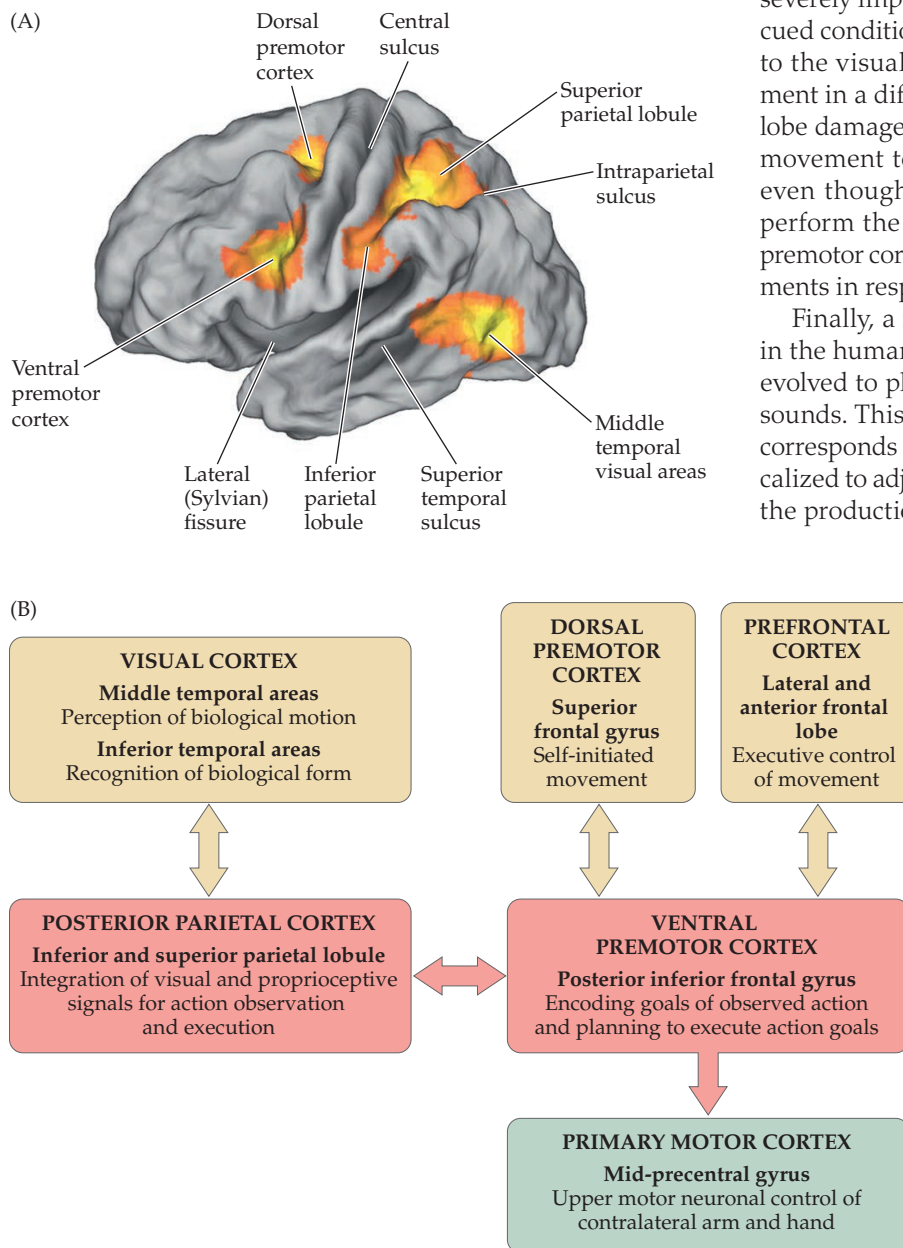 (A)
Dorsal
premotor
cortex
Central
sulcus
Superior
parietal lobule
Intraparietal
sulcus
Ventral
premotor
cortex
Lateral
(Sylvian)
fissure
Inferior
parietal
lobule
Superior
temporal
sulcus
Middle
temporal
visual areas
cued condition
to the visual
ment in a dif
lobe damage
movement to
even though
perform the
premotor cor
ments in resp
Finally, a
in the human
evolved to pl
sounds. This
corresponds
calized to adj
the productio
(B)
VISUAL CORTEX
Middle temporal areas
Perception of biological motion
Inferior temporal areas
Recognition of biological form
DORSAL
PREMOTOR
CORTEX
Superior
frontal gyrus
Self-initiated
movement
PREFRONTAL
CORTEX
Lateral and
anterior frontal
lobe
Executive control
of movement
POSTERIOR PARIETAL CORTEX
Inferior and superior parietal lobule
Integration of visual and proprioceptive
signals for action observation
and execution
VENTRAL
PREMOTOR CORTEX
Posterior inferior frontal gyrus
Encoding goals of observed action
and planning to execute action goals
PRIMARY MOTOR CORTEX
Mid-precentral gyrus
Upper motor neuronal control of
contralateral arm and hand